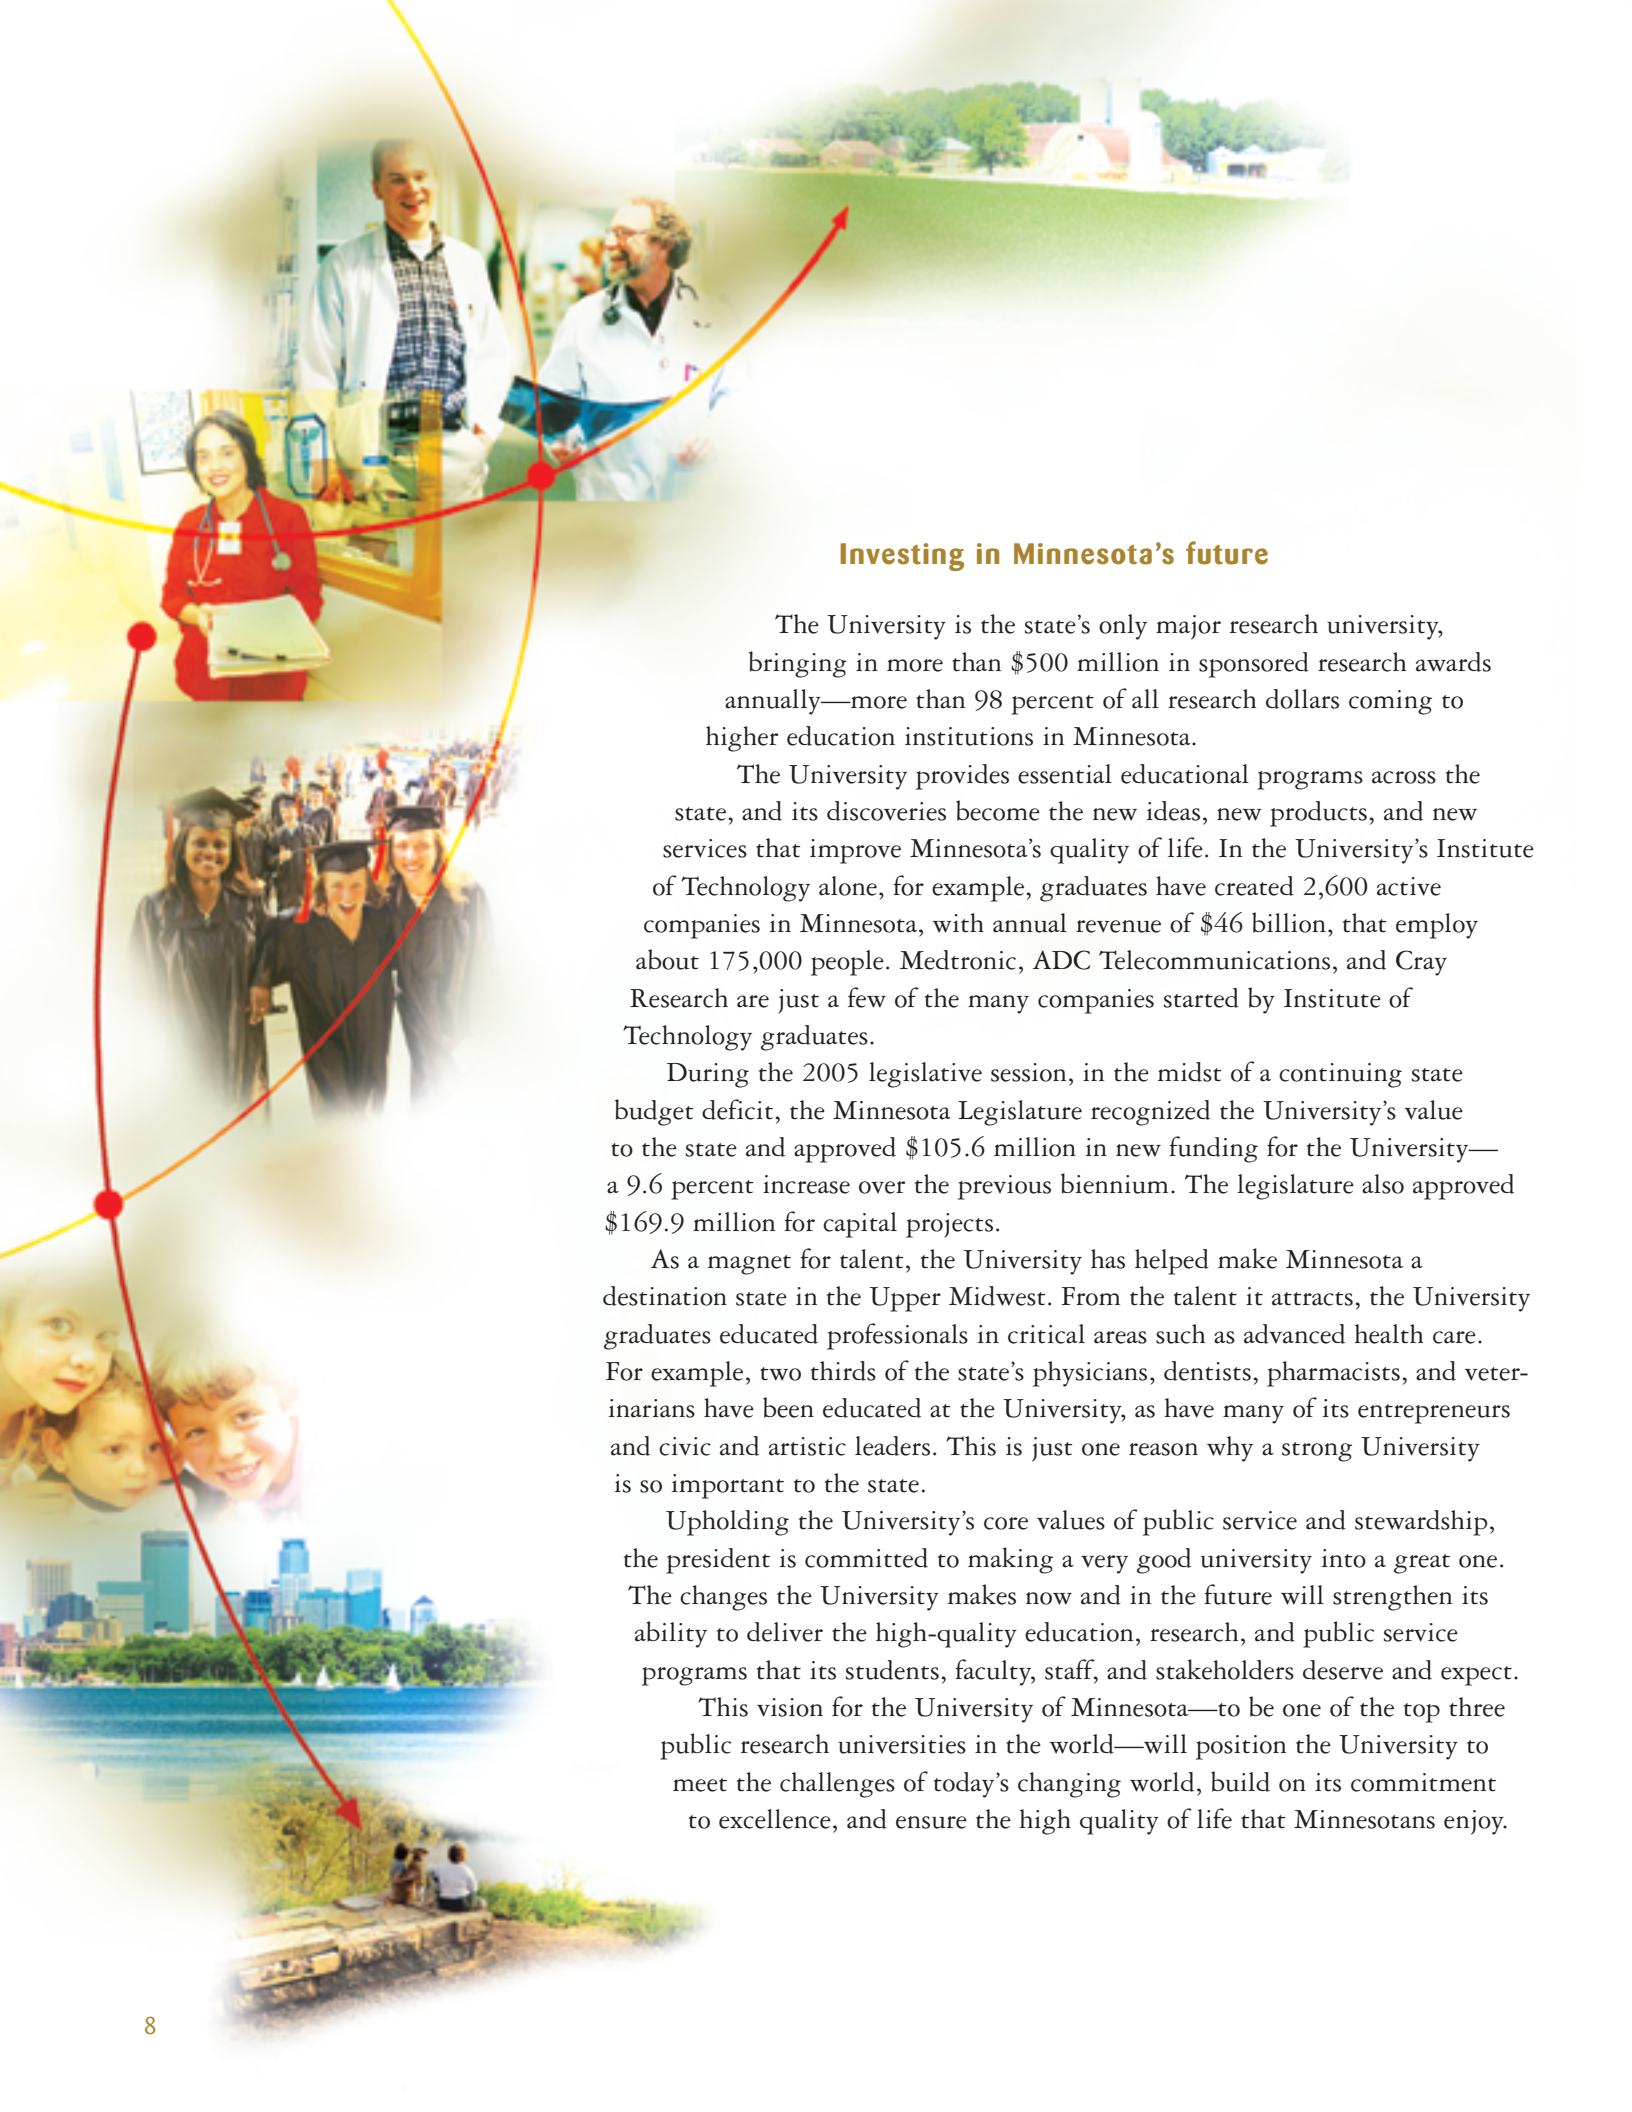 Investing in Minnesota’s future
The University is the state’s only major research university,
bringing in more than $500 million in sponsored research awards
annually—more than 98 percent of all research dollars coming to
higher education institutions in Minnesota.
The University provides essential educational programs across the
state, and its discoveries become the new ideas, new products, and new
services that improve Minnesota’s quality of life. In the University’s Institute
of Technology alone, for example, graduates have created 2,600 active
companies in Minnesota, with annual revenue of $46 billion, that employ
about 175,000 people. Medtronic, ADC Telecommunications, and Cray
Research are just a few of the many companies started by Institute of
Technology graduates.
During the 2005 legislative session, in the midst of a continuing state
budget deficit, the Minnesota Legislature recognized the University’s value
to the state and approved $105.6 million in new funding for the University—
a 9.6 percent increase over the previous biennium. The legislature also approved
$169.9 million for capital projects.
As a magnet for talent, the University has helped make Minnesota a
destination state in the Upper Midwest. From the talent it attracts, the University
graduates educated professionals in critical areas such as advanced health care.
For example, two thirds of the state’s physicians, dentists, pharmacists, and veter-
inarians have been educated at the University, as have many of its entrepreneurs
and civic and artistic leaders. This is just one reason why a strong University
is so important to the state.
Upholding the University’s core values of public service and stewardship,
the president is committed to making a very good university into a great one.
The changes the University makes now and in the future will strengthen its
ability to deliver the high-quality education, research, and public service
programs that its students, faculty, staff, and stakeholders deserve and expect.
This vision for the University of Minnesota—to be one of the top three
public research universities in the world—will position the University to
meet the challenges of today’s changing world, build on its commitment
to excellence, and ensure the high quality of life that Minnesotans enjoy.
8